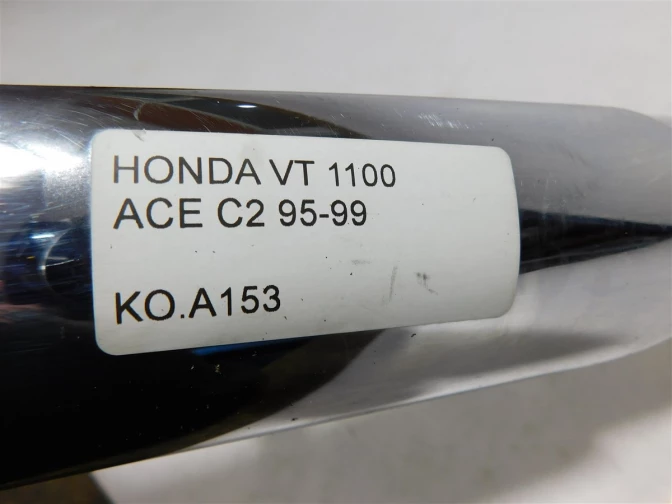 HONDA VT 1100
ACE C2 95-99
KO.A153